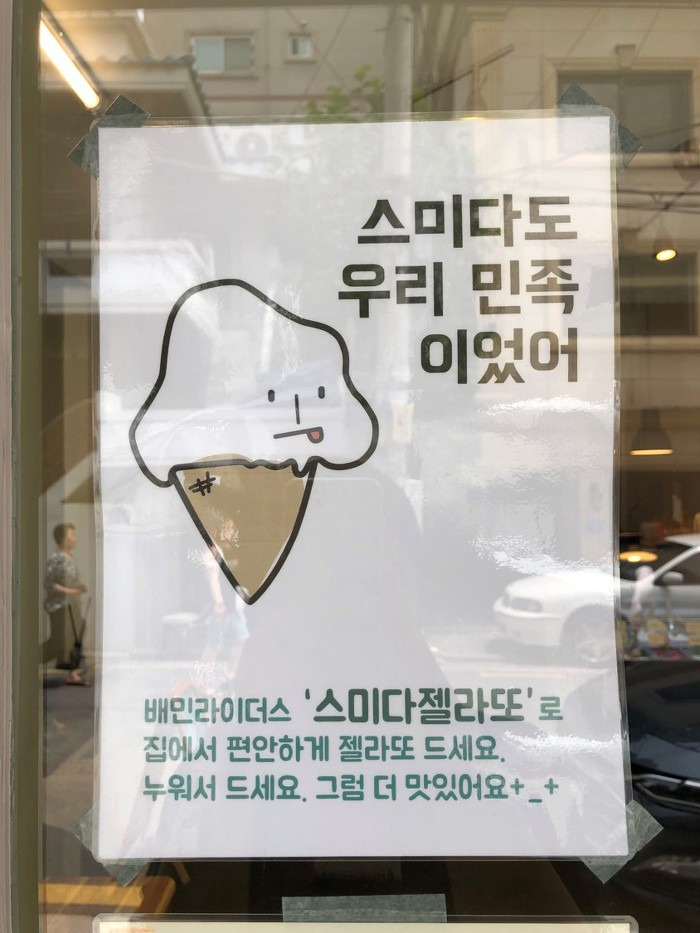 스미다도
우리 민족
이었어
배민라이더스 '스미다젤라또'로
집에서 편안하게 젤라또 드세요.
누워서 드세요. 그럼 더 맛있어요+_+